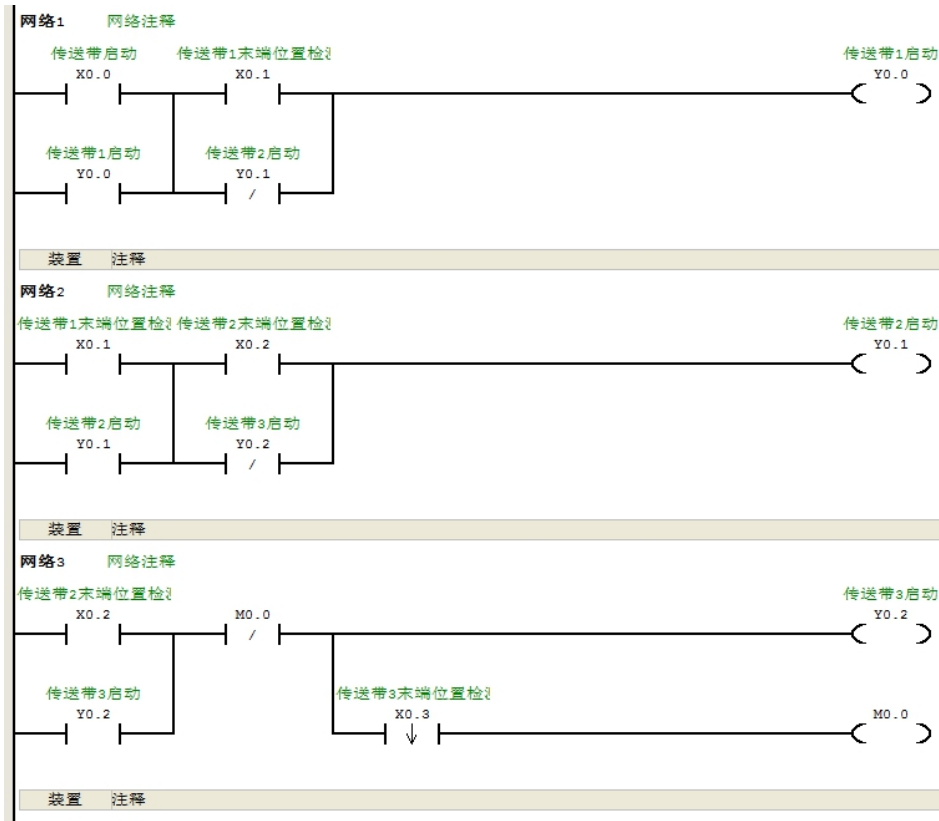 网络1 网络注释
传送带启动 传送带1末端位置检测 传送带1启动
X0.0 X0.1 Y0.0
传送带1启动 传送带2启动
Y0.0 Y0.1
/
装置 注释
网络2 网络注释
传送带1末端位置检测 传送带2末端位置检测 传送带2启动
X0.1 X0.2 Y0.1
传送带2启动 传送带3启动
Y0.1 Y0.2
/
装置 注释
网络3 网络注释
传送带2末端位置检测 传送带3启动
X0.2 M0.0 Y0.2
/
传送带3启动 传送带3末端位置检测
Y0.2 X0.3 M0.0
装置 注释